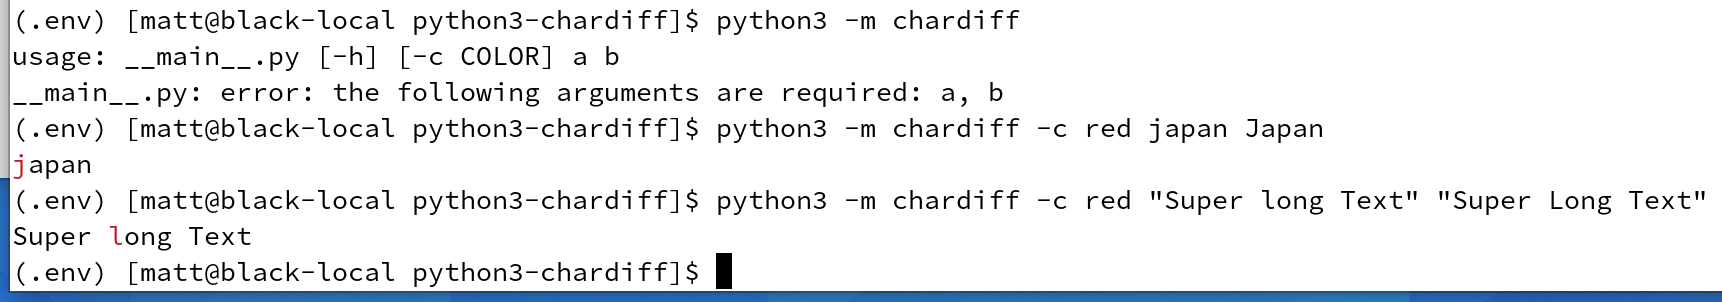 (.env) [matt@black-local python3-chardiff]$ python3 -m chardiff
usage: __main__.py [-h] [-c COLOR] a b
__main__.py: error: the following arguments are required: a, b
(.env) [matt@black-local python3-chardiff]$ python3 -m chardiff -c red japan Japan
japan
(.env) [matt@black-local python3-chardiff]$ python3 -m chardiff -c red "Super long Text" "Super Long Text"
Super long Text
(.env) [matt@black-local python3-chardiff]$